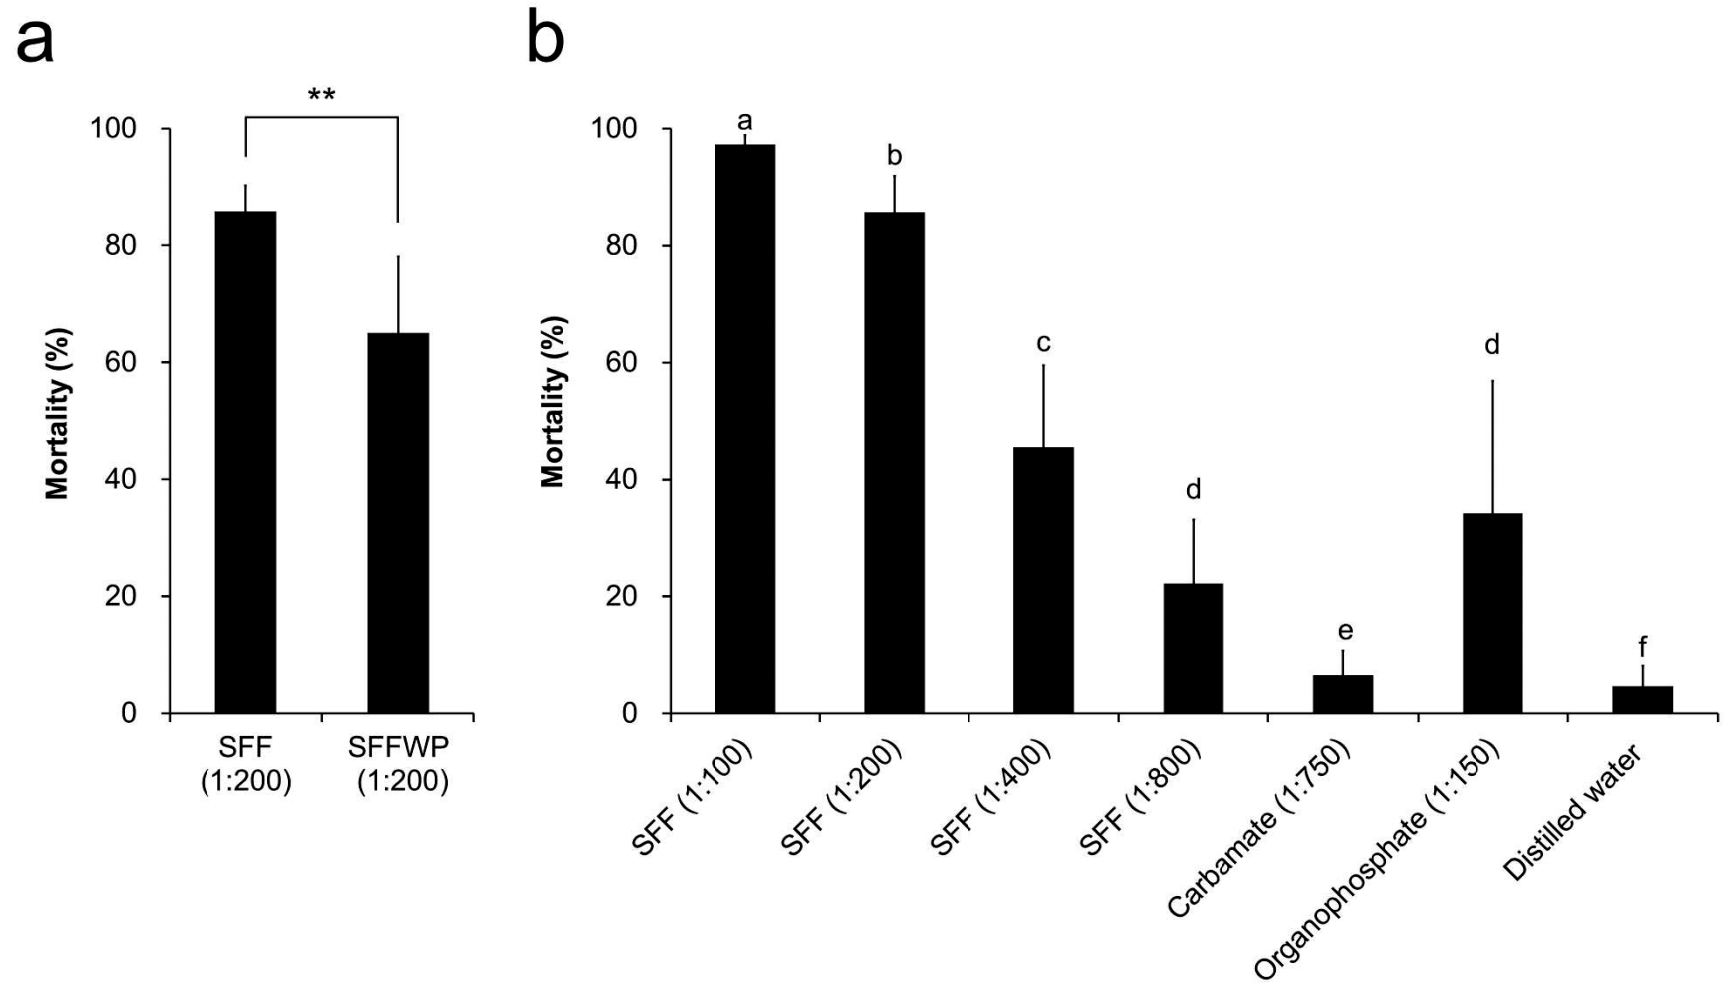 a
**
100
80
60
40
20
0
Mortality (%)
SFF
(1:200)
SFFWP
(1:200)
b
100
80
60
40
20
0
Mortality (%)
a
b
c
d
e
d
f
SFF (1:100)
SFF (1:200)
SFF (1:400)
SFF (1:800)
Carbamate (1:750)
Organophosphate (1:150)
Distilled water